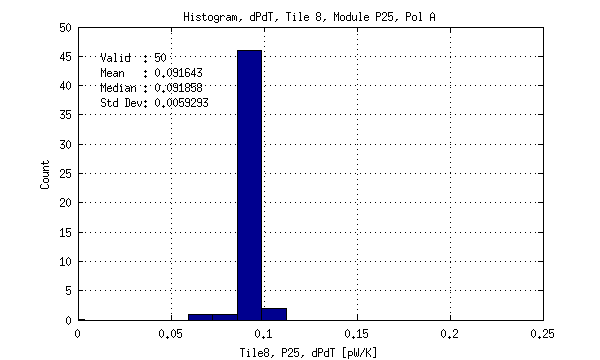 Histogram, dPdT, Tile 8, Module P25, Pol A
50
45
40
35
30
25
20
15
10
5
0
Count
Valid : 50
Mean : 0.091643
Median : 0.091858
Std Dev: 0.0059293
0 0.05 0.1 0.15 0.2 0.25
Tile8, P25, dPdT [pW/K]